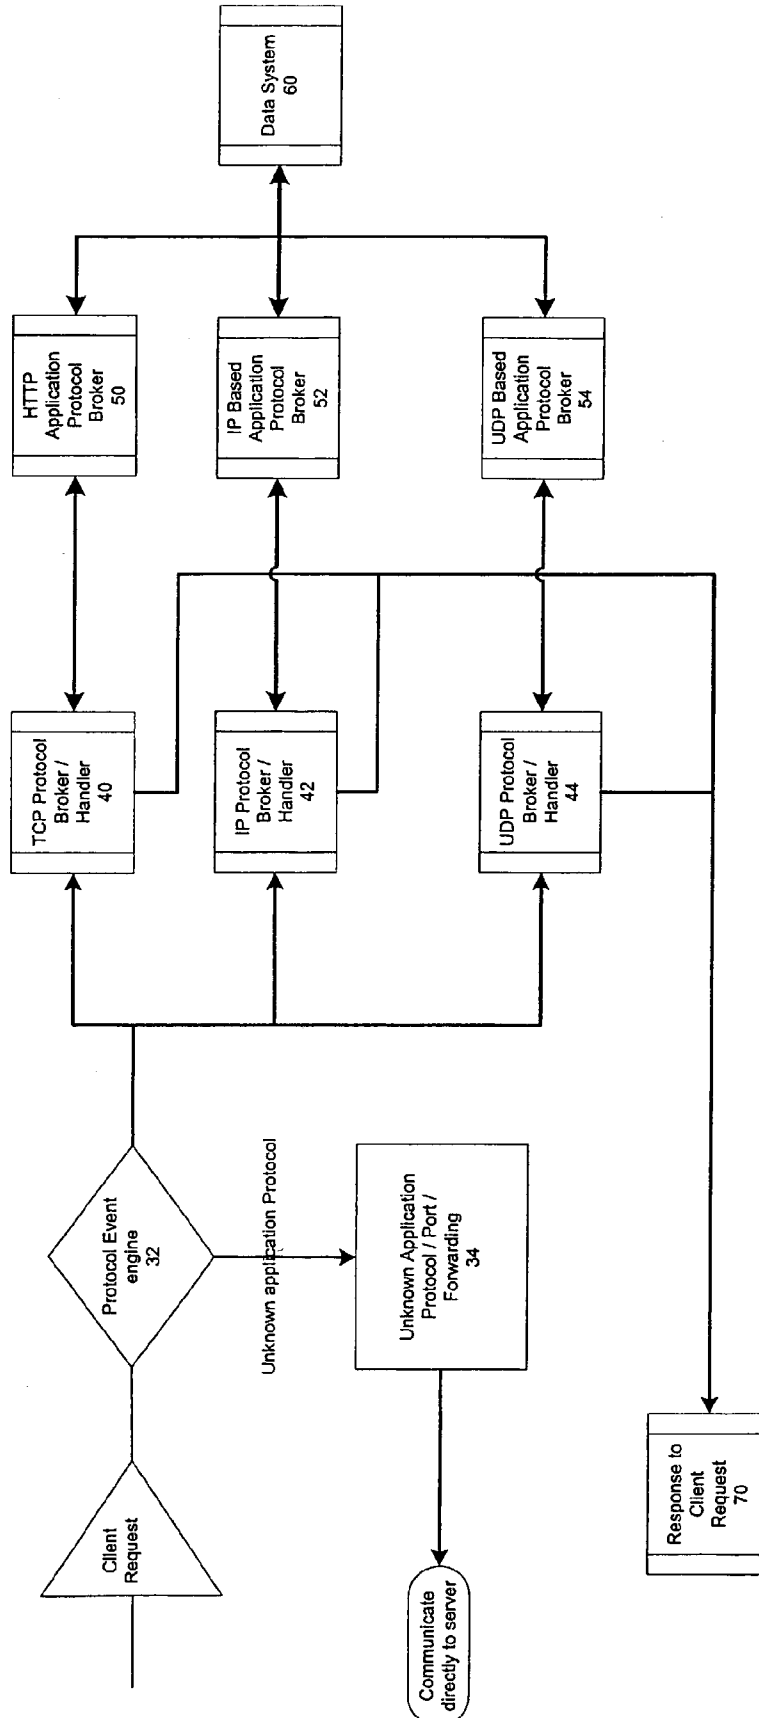 Client
Request
Protocol Event
engine
32
Unknown application Protocol
Unknown Application
Protocol / Port /
Forwarding
34
Communicate
directly to server
TCP Protocol
Broker /
Handler
40
IP Protocol
Broker /
Handler
42
UDP Protocol
Broker /
Handler
44
HTTP
Application
Protocol
Broker
50
IP Based
Application
Protocol
Broker
52
UDP Based
Application
Protocol
Broker
54
Data System
60
Response to
Client
Request
70